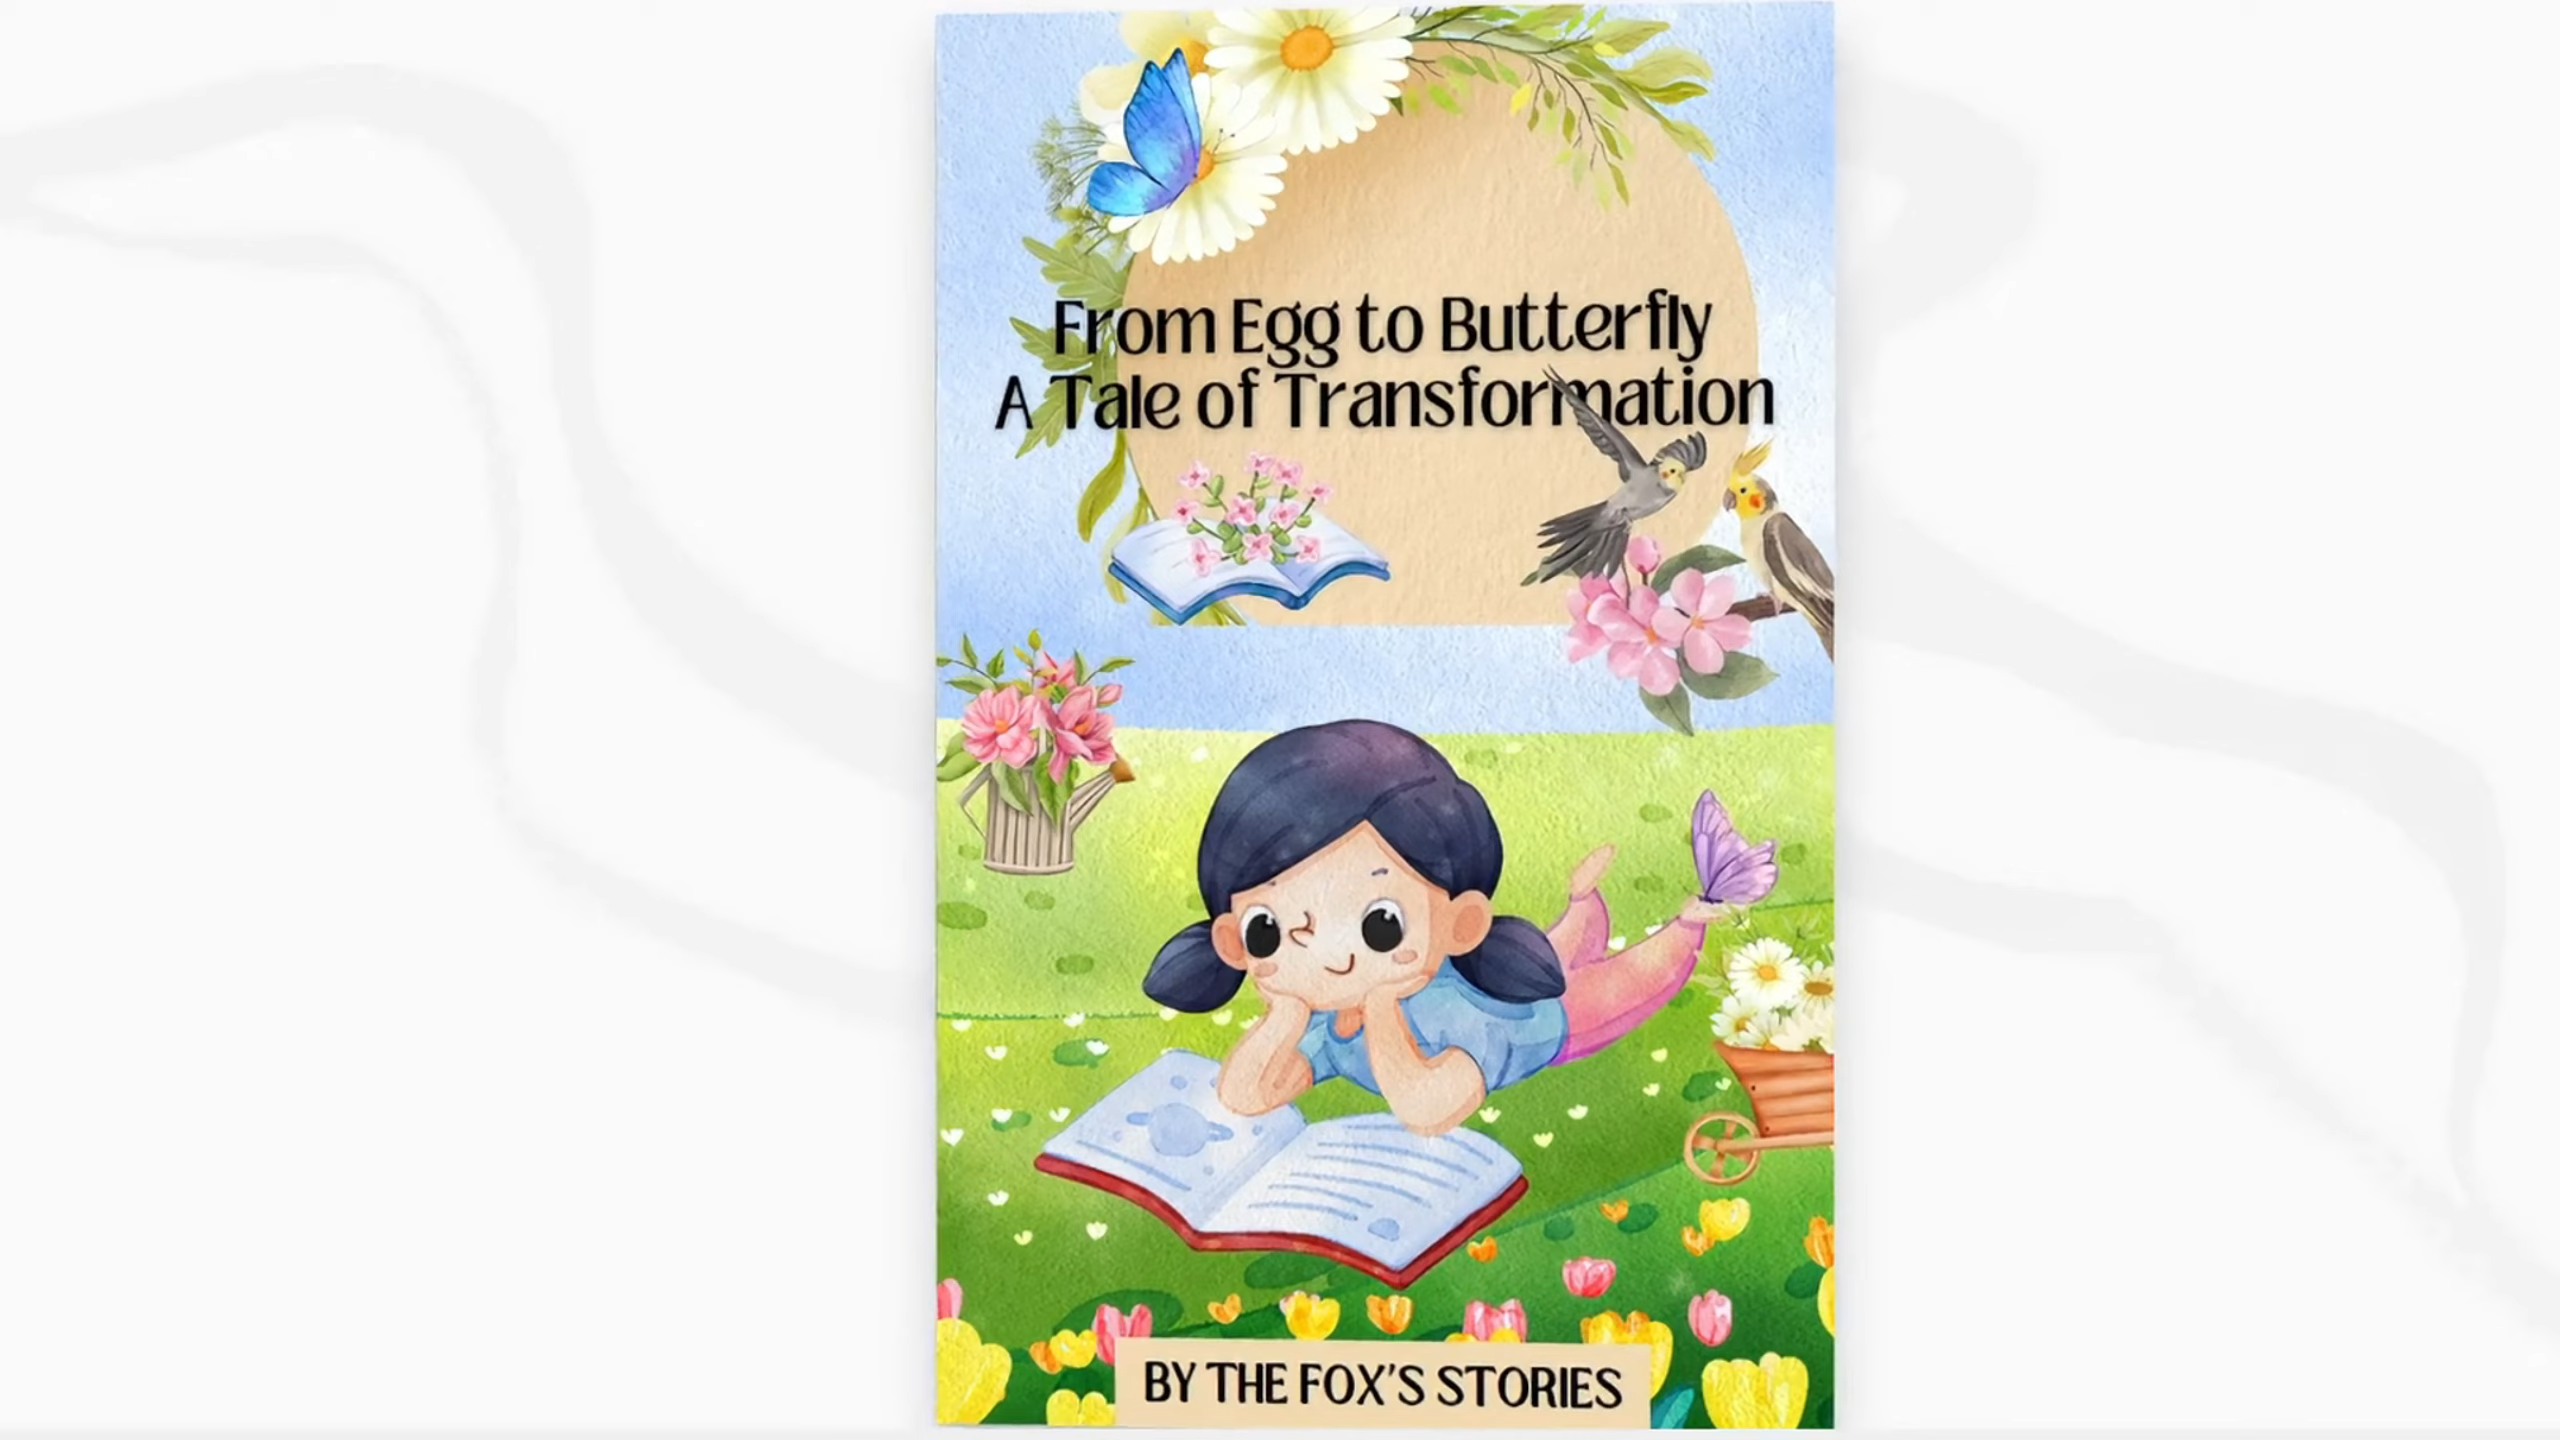 From Egg to Butterfly
A Tale of Transformation
BY THE FOX'S STORIES